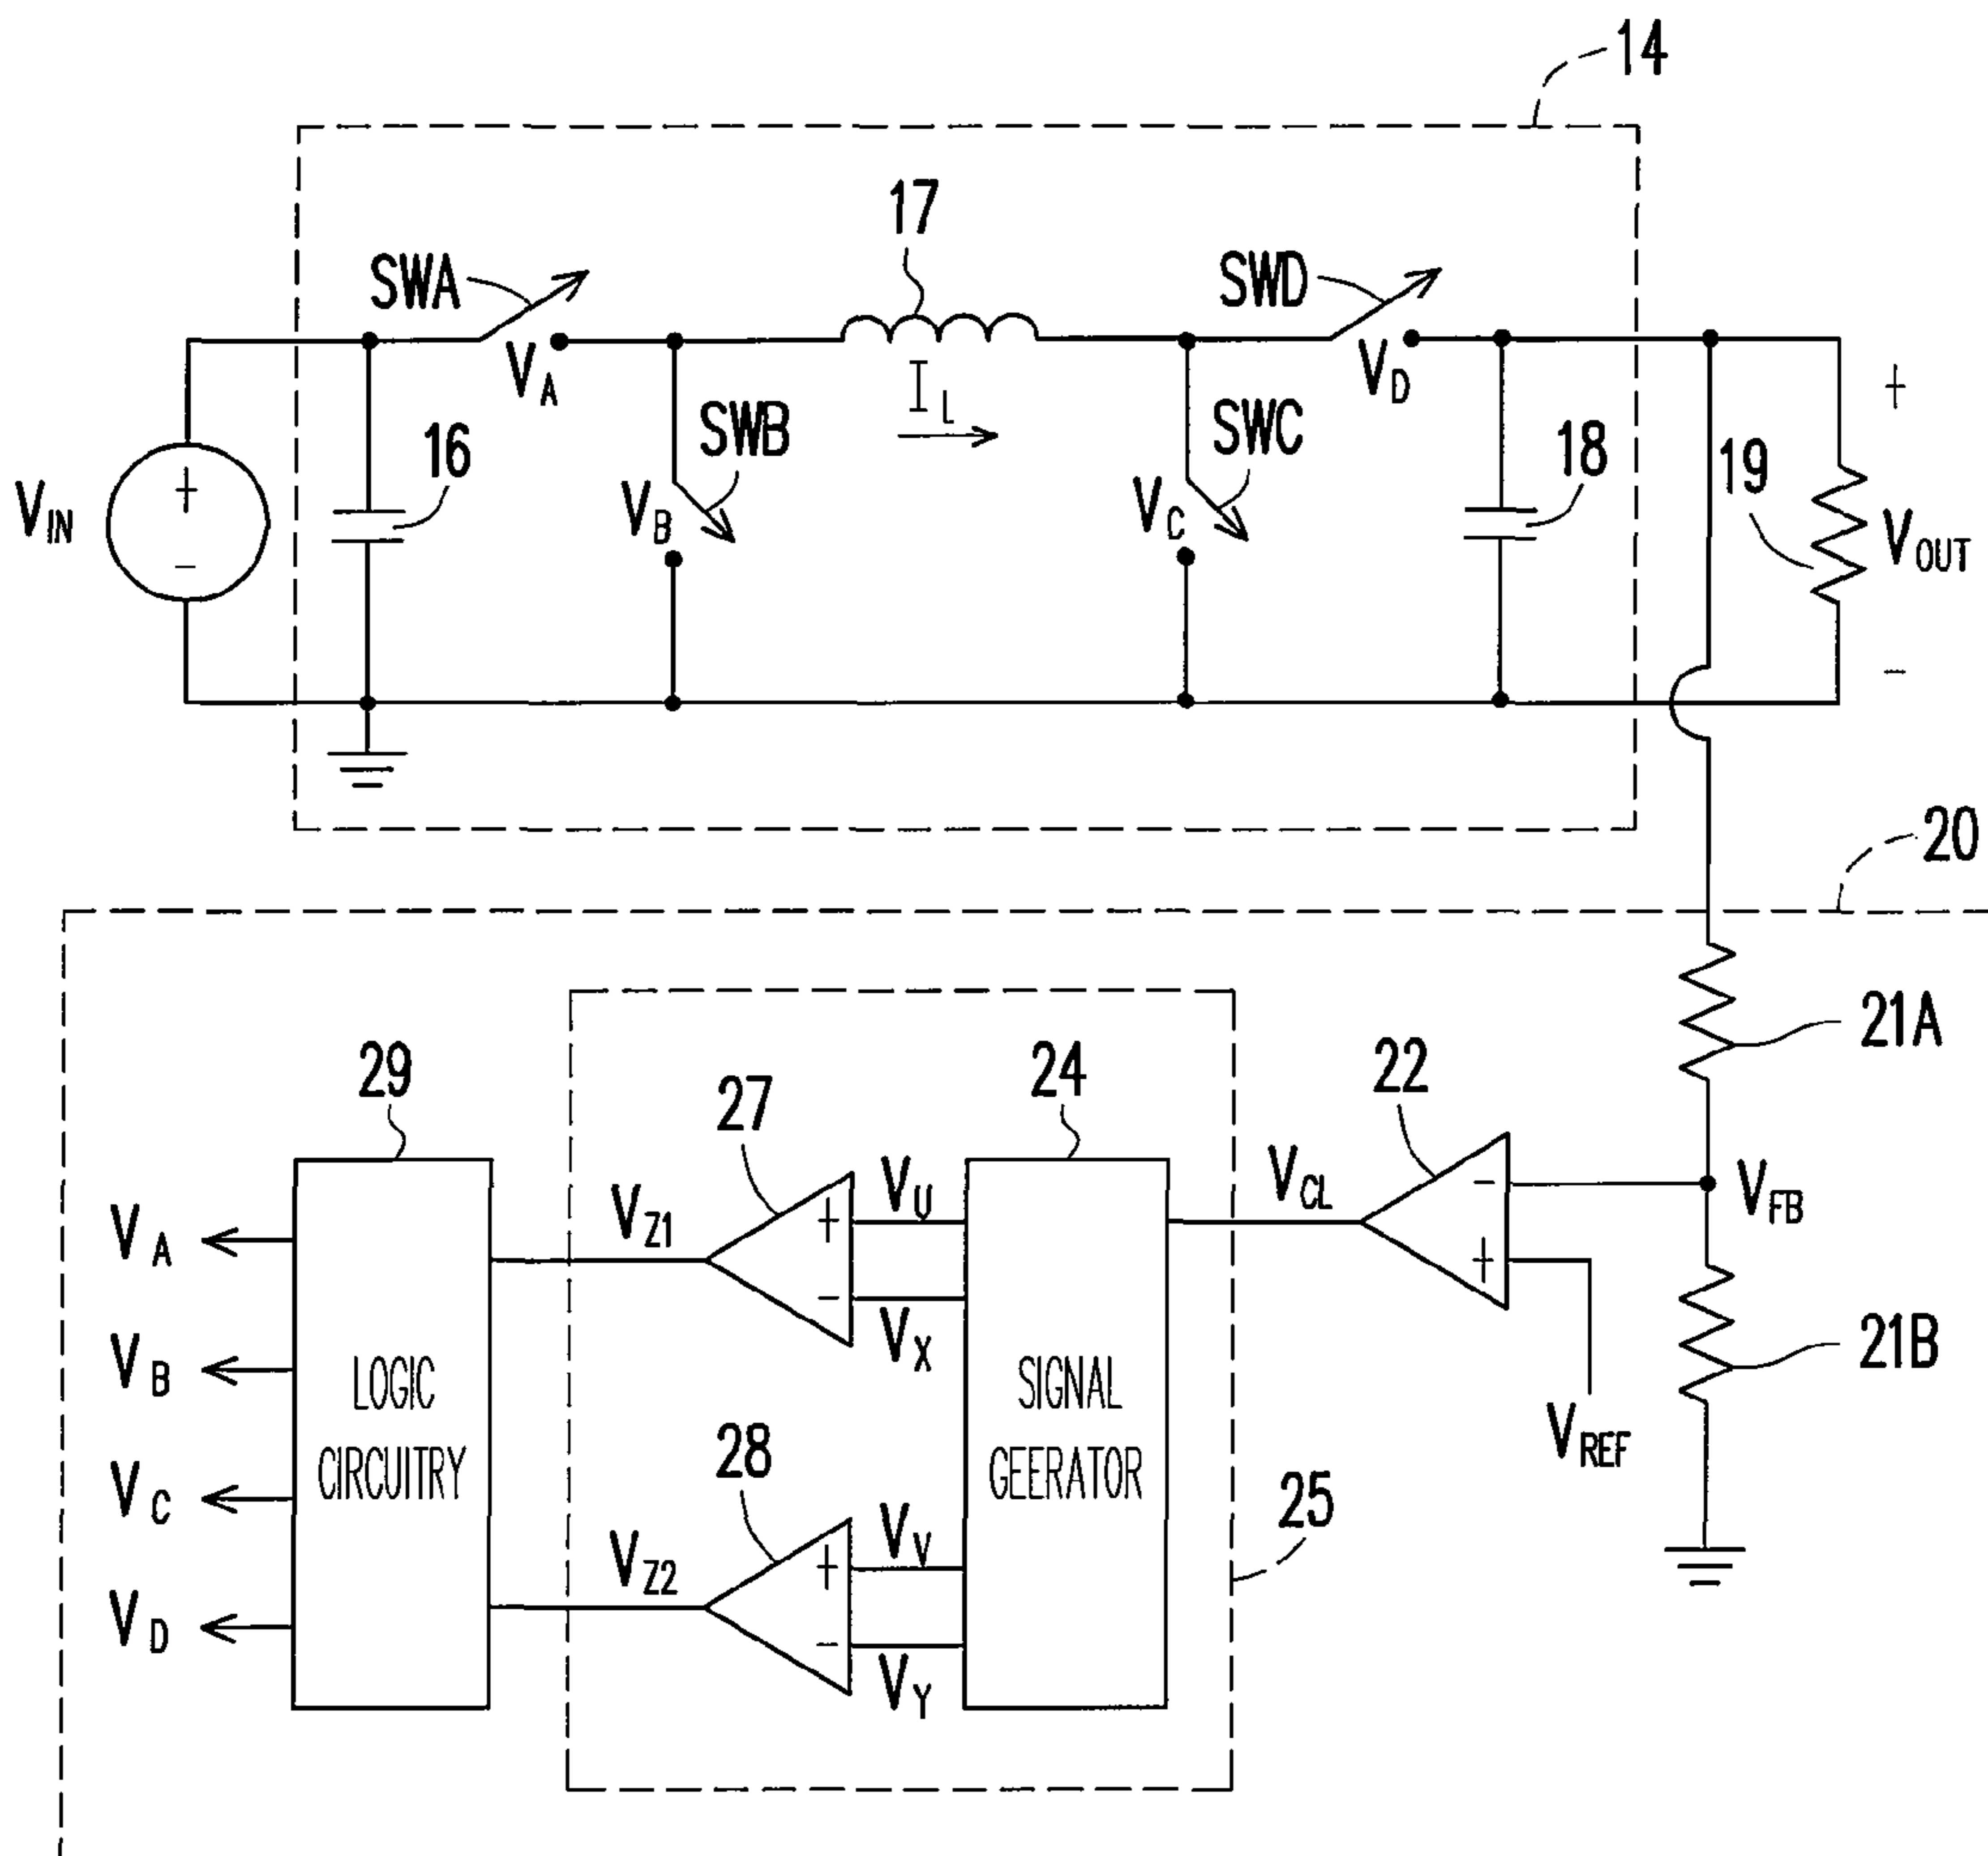 14
17
SWA
SWD
VA
IL
VD
SWB
SWC
16
18
19
VIN
+
-
VB
VC
+
VOUT
-
20
21A
29
27
24
22
VZ1
VU
VCL
-
VFB
VA
+
+
-
VX
VB
LOGIC
CIRCUITRY
SIGNAL
GEERATOR
21B
VREF
28
25
VC
VZ2
VV
+
VD
-
VY